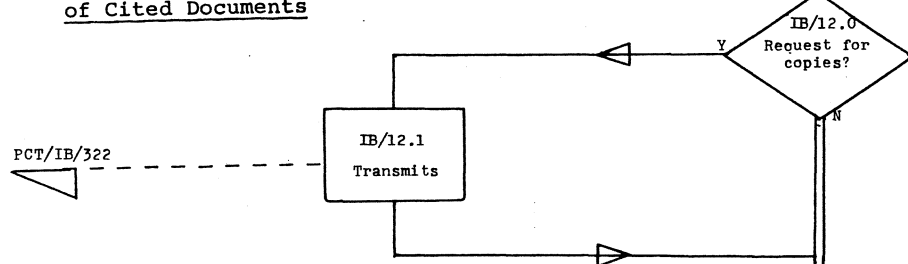 of Cited Documents
IB/12.0
Request for
copies?
Y
N
IB/12.1
Transmits
PCT/IB/322